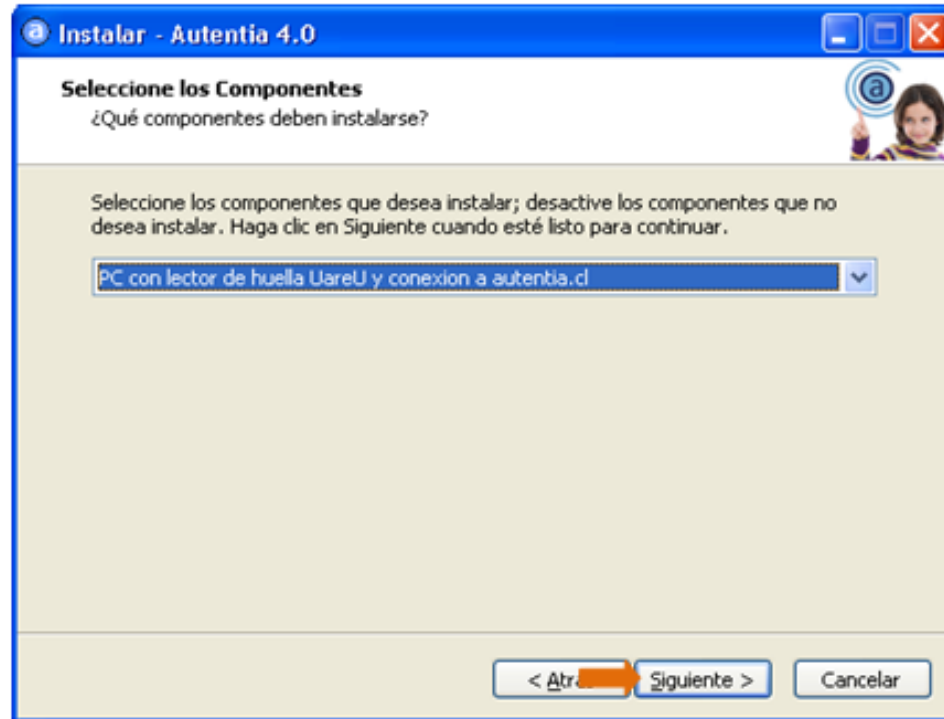 Instalar - Autentia 4.0
Seleccione los Componentes
¿Qué componentes deben instalarse?
Seleccione los componentes que desea instalar; desactive los componentes que no
desea instalar. Haga clic en Siguiente cuando esté listo para continuar.
PC con lector de huella UareU y conexion a autentia.cl
< Atrá Siguiente > Cancelar